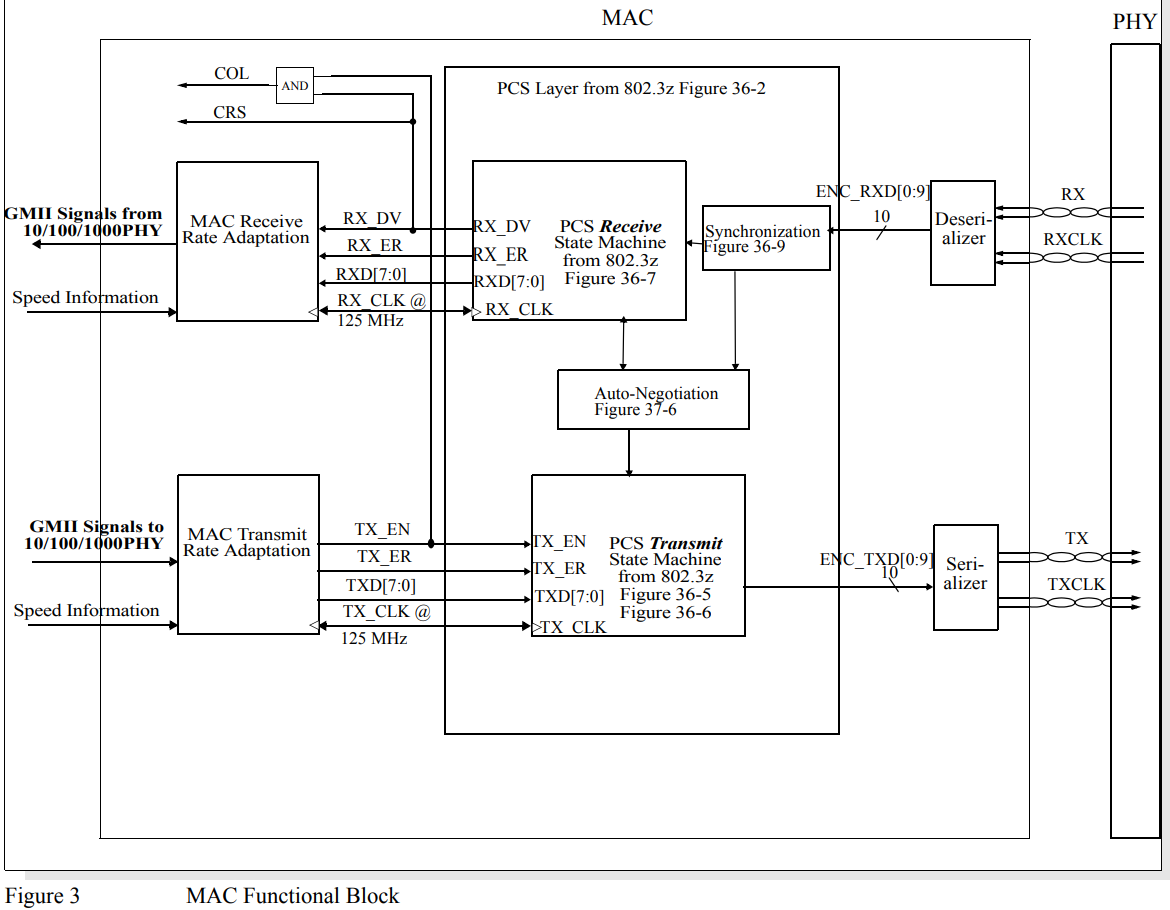 MAC
PHY
COL
AND
CRS
PCS Layer from 802.3z Figure 36-2
GMII Signals from
10/100/1000PHY
MAC Receive
Rate Adaptation
Speed Information
RX_DV
RX_ER
RXD[7:0]
RX_CLK @
125 MHz
RX_DV
RX_ER
RXD[7:0]
RX_CLK
PCS Receive
State Machine
from 802.3z
Figure 36-7
Synchronization
Figure 36-9
ENC_RXD[0:9]
10
Deseri-
alizer
RX
RXCLK
Auto-Negotiation
Figure 37-6
GMII Signals to
10/100/1000PHY
MAC Transmit
Rate Adaptation
Speed Information
TX_EN
TX_ER
TXD[7:0]
TX_CLK @
125 MHz
TX_EN
TX_ER
TXD[7:0]
TX_CLK
PCS Transmit
State Machine
from 802.3z
Figure 36-5
Figure 36-6
ENC_TXD[0:9]
10
Seri-
alizer
TX
TXCLK
Figure 3 MAC Functional Block